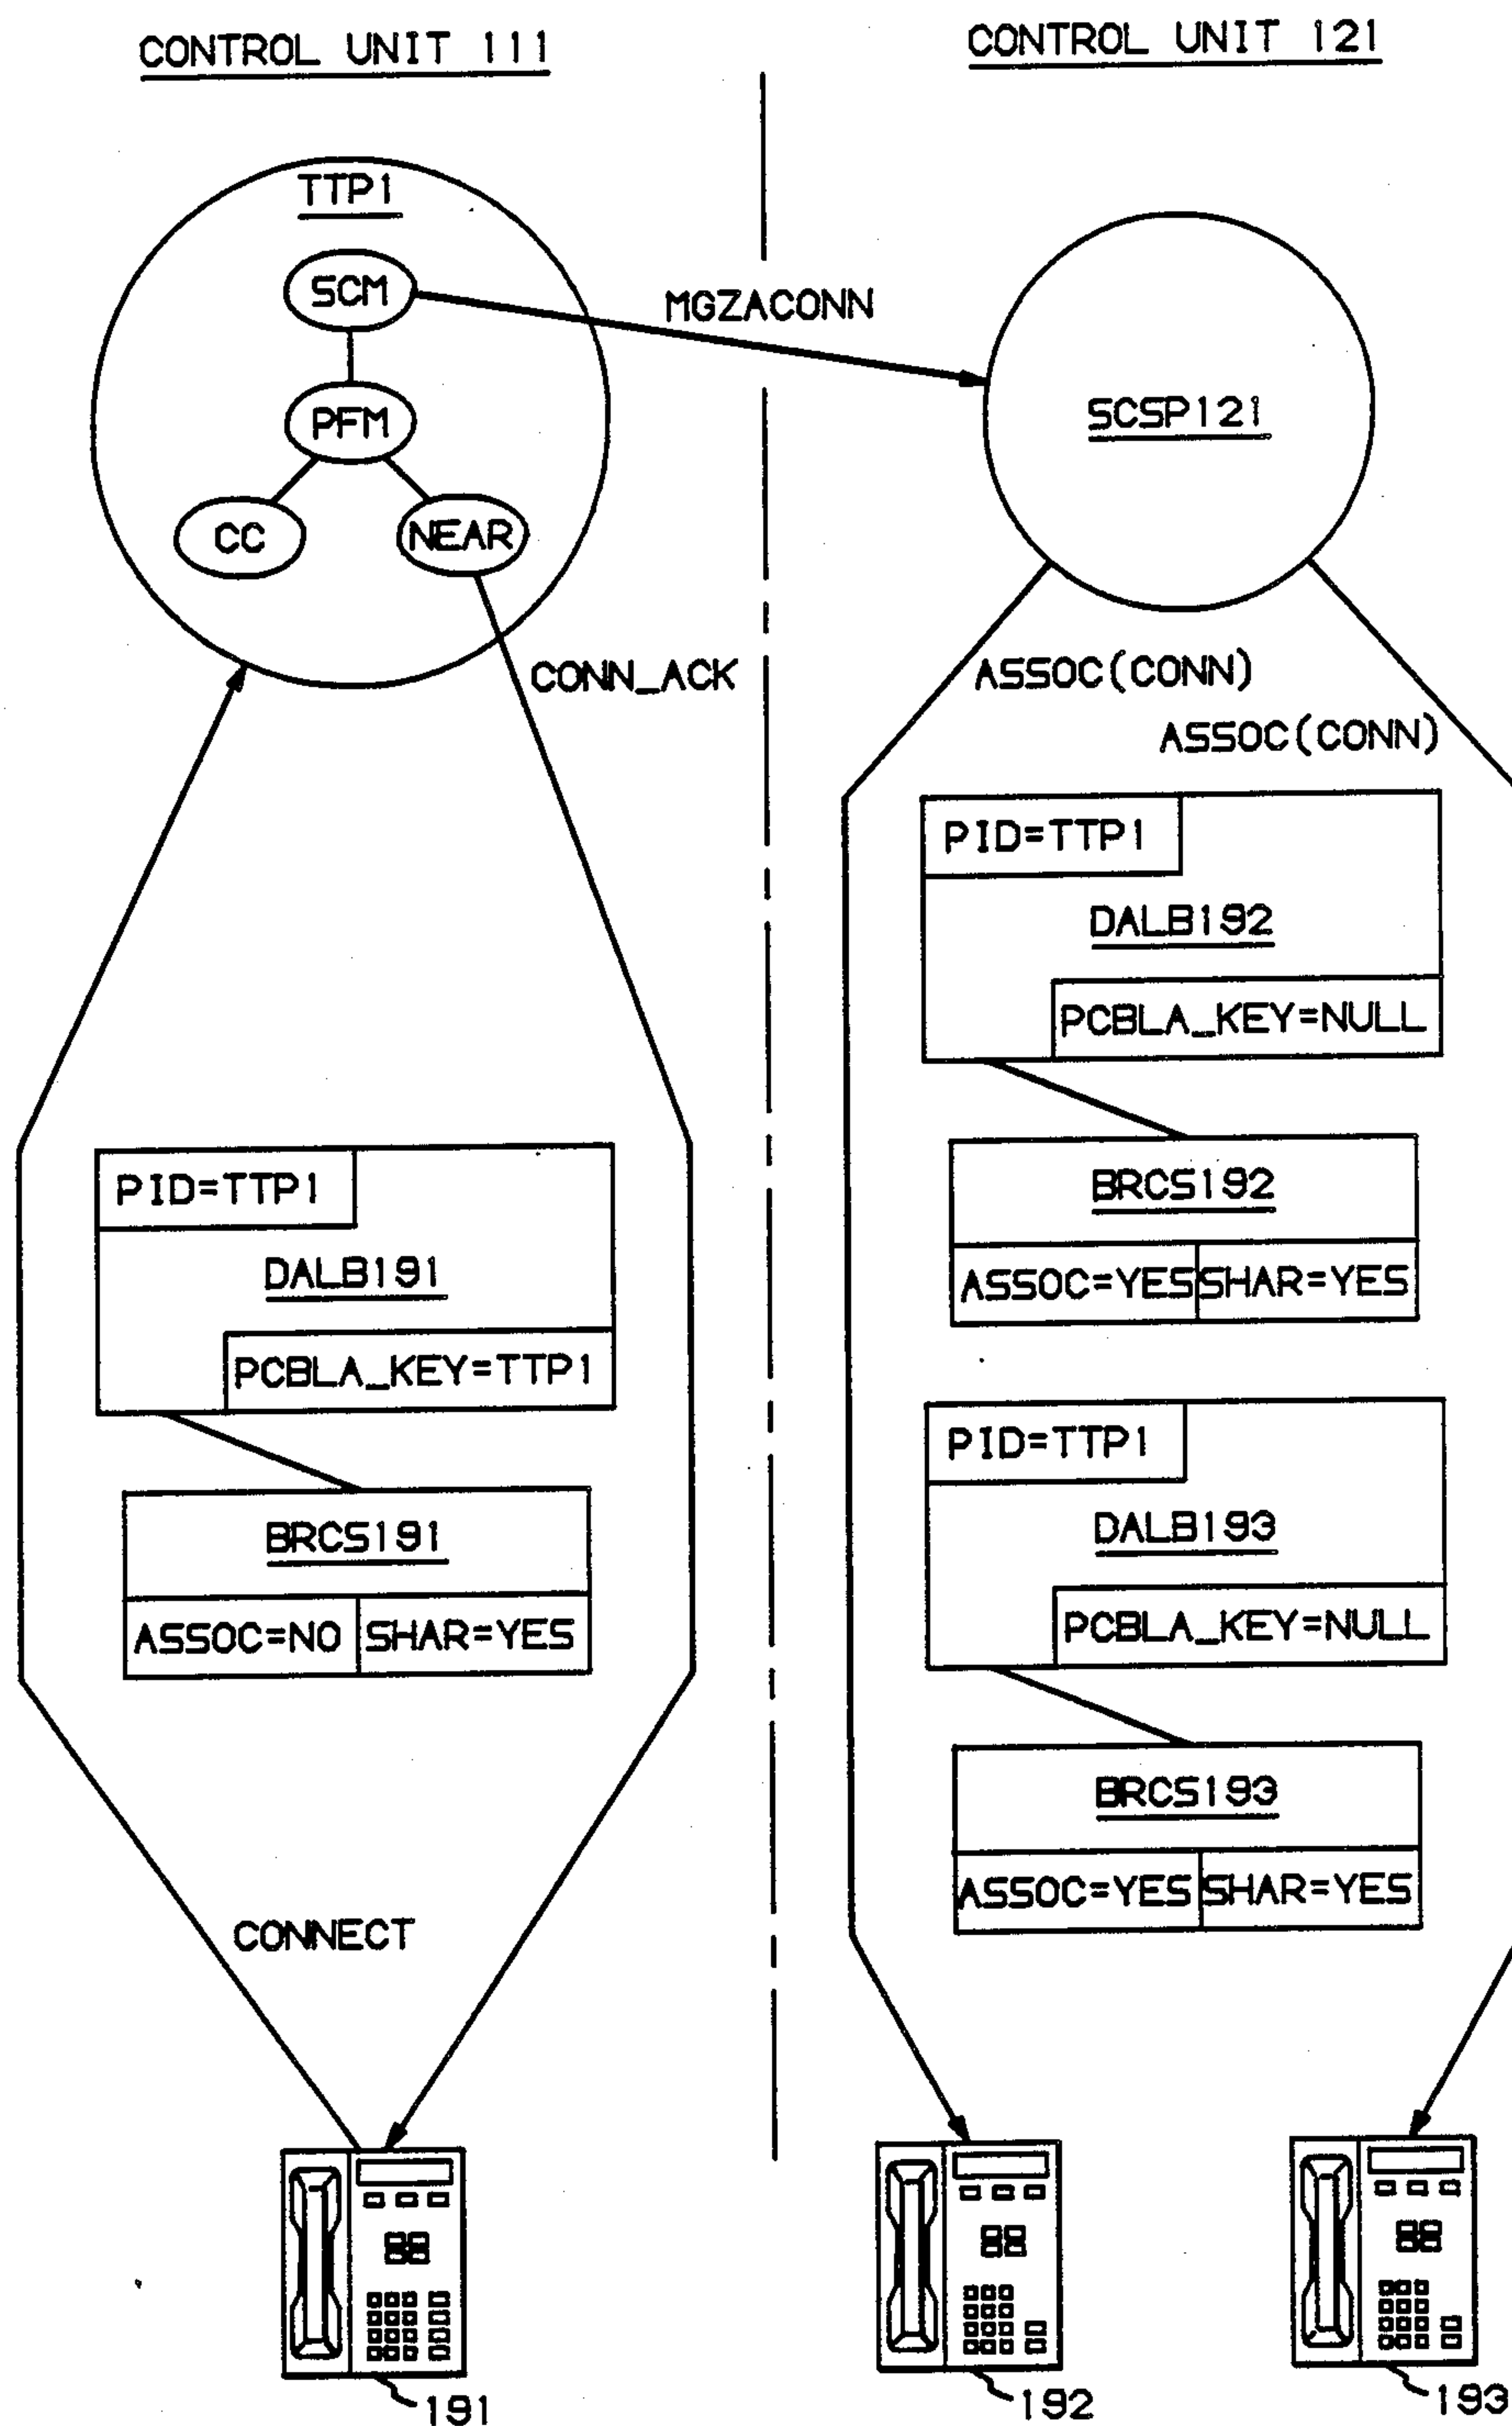 CONTROL UNIT 111
CONTROL UNIT 121
TTP1
SCM
MGZACONN
PFM
SCSP121
CC
NEAR
CONN_ACK
ASSOC(CONN)
ASSOC(CONN)
PID=TTP1
DALB192
PCBLA_KEY=NULL
PID=TTP1
BRCS192
DALB191
ASSOC=YES
SHAR=YES
PCBLA_KEY=TTP1
PID=TTP1
BRCS191
DALB193
ASSOC=NO
SHAR=YES
PCBLA_KEY=NULL
BRCS193
ASSOC=YES
SHAR=YES
CONNECT
191
192
193